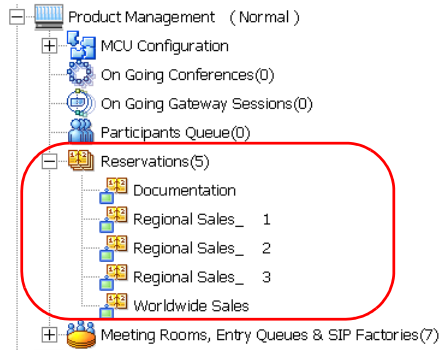 Product Management ( Normal )
MCU Configuration
On Going Conferences(0)
On Going Gateway Sessions(0)
Participants Queue(0)
Reservations(5)
Documentation
Regional Sales_ 1
Regional Sales_ 2
Regional Sales_ 3
Worldwide Sales
Meeting Rooms, Entry Queues & SIP Factories(7)